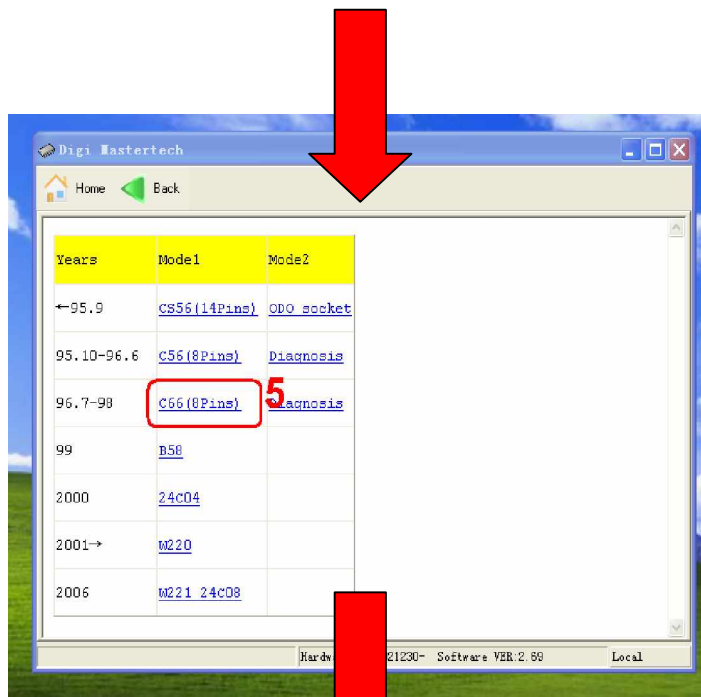 Digi Mastertech
Home Back
Years Mode1 Mode2
←95.9 CS56(14Pins) ODO socket
95.10-96.6 C56(8Pins) Diagnosis
96.7-98 C66(8Pins) 5 Diagnosis
99 B58
2000 24C04
2001→ W220
2006 W221 24C08
21230- Software VER:2.69 Local